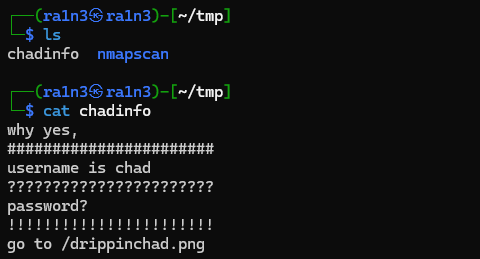 ┌──(ra1n3㉿ra1n3)-[~/tmp]
└─$ ls
chadinfo  nmapscan
┌──(ra1n3㉿ra1n3)-[~/tmp]
└─$ cat chadinfo
why yes,
#######################
username is chad
???????????????????????
password?
!!!!!!!!!!!!!!!!!!!!!!!
go to /drippinchad.png